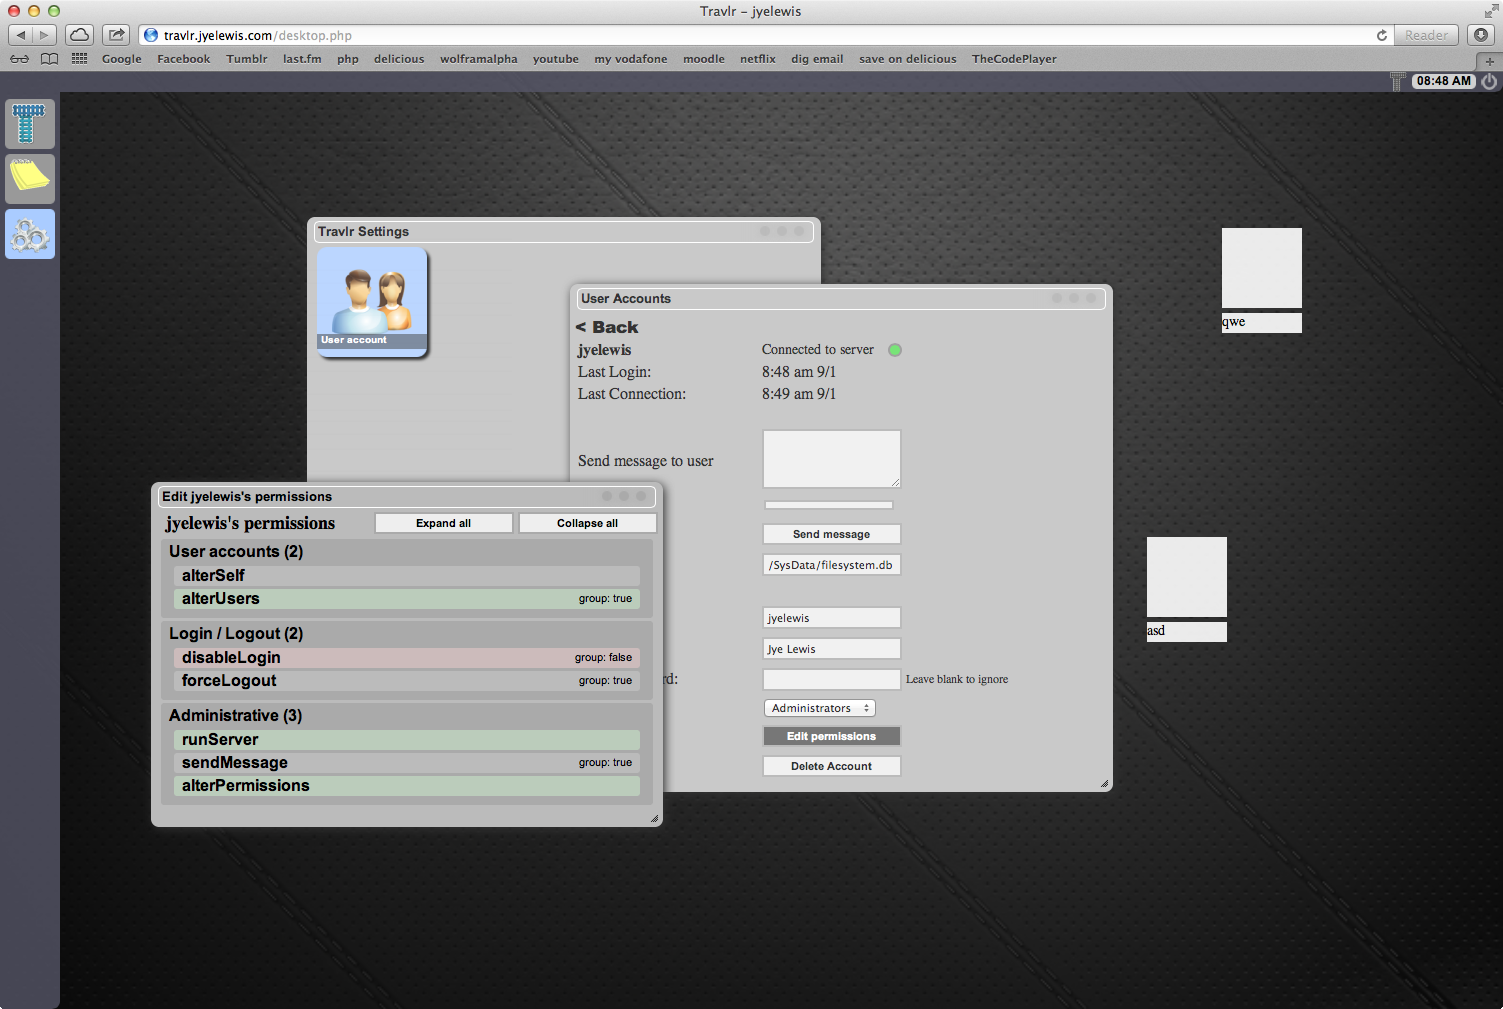 Travlr – jyelewis
travlr.jyelewis.com/desktop.php
Reader
Google Facebook Tumblr last.fm php delicious wolframalpha youtube my vodafone moodle netflix dig email save on delicious TheCodePlayer
08:48 AM
Travlr Settings
User account
User Accounts
< Back
jyelewis Connected to server
Last Login: 8:48 am 9/1
Last Connection: 8:49 am 9/1
Send message to user
Send message
/SysData/filesystem.db
jyelewis
Jye Lewis
rd: Leave blank to ignore
Administrators
Edit permissions
Delete Account
Edit jyelewis's permissions
jyelewis's permissions Expand all Collapse all
User accounts (2)
alterSelf
alterUsers group: true
Login / Logout (2)
disableLogin group: false
forceLogout group: true
Administrative (3)
runServer
sendMessage group: true
alterPermissions
qwe
asd